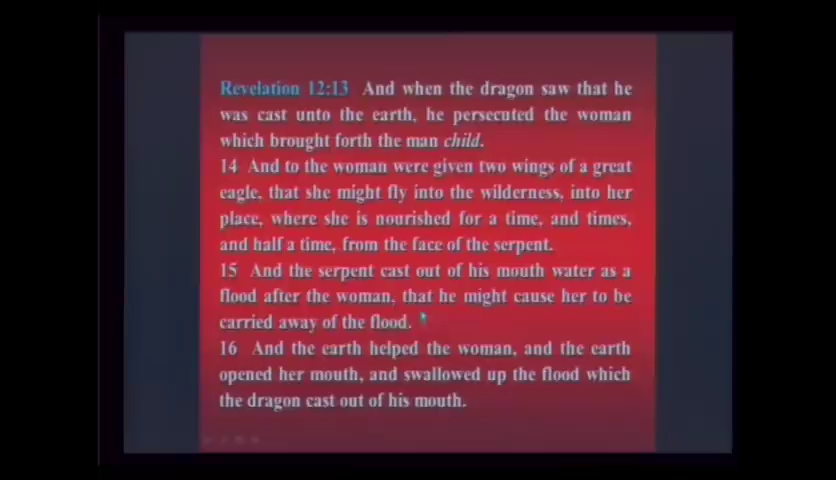 Revelation 12:13 And when the dragon saw that he
was cast unto the earth, he persecuted the woman
which brought forth the man child.
14 And to the woman were given two wings of a great
eagle, that she might fly into the wilderness, into her
place, where she is nourished for a time, and times,
and half a time, from the face of the serpent.
15 And the serpent cast out of his mouth water as a
flood after the woman, that he might cause her to be
carried away of the flood.
16 And the earth helped the woman, and the earth
opened her mouth, and swallowed up the flood which
the dragon cast out of his mouth.